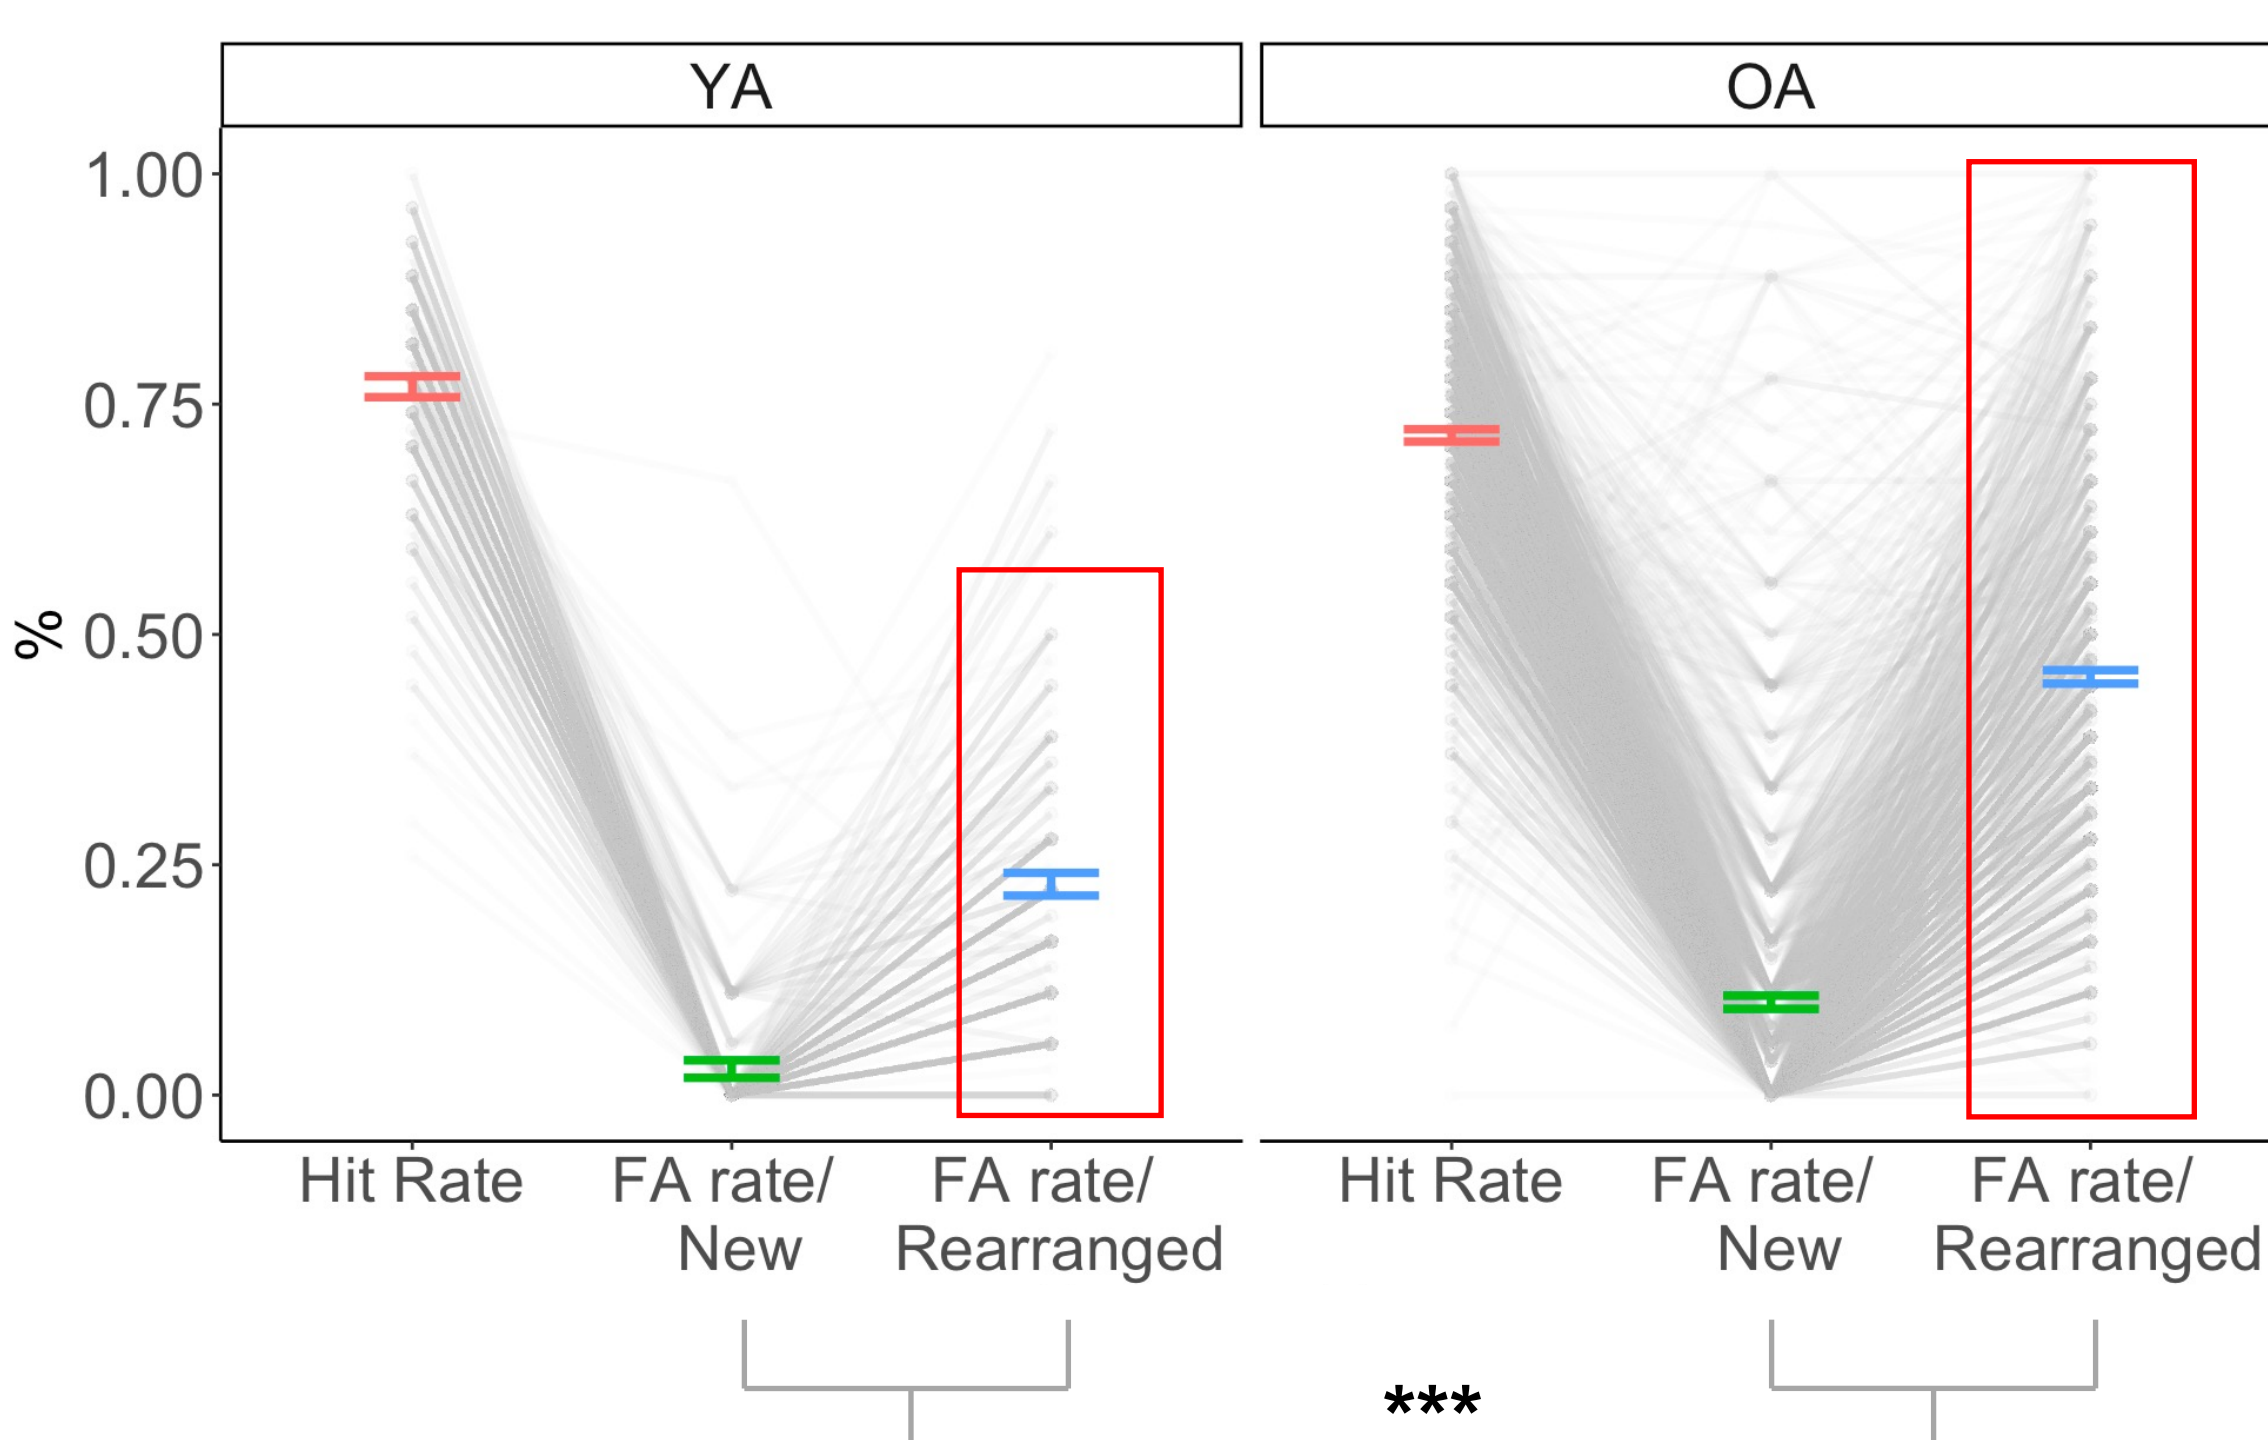 YA
OA
1.00
0.75
0.50
0.25
0.00
%
Hit Rate
FA rate/
New
FA rate/
Rearranged
Hit Rate
FA rate/
New
FA rate/
Rearranged
***